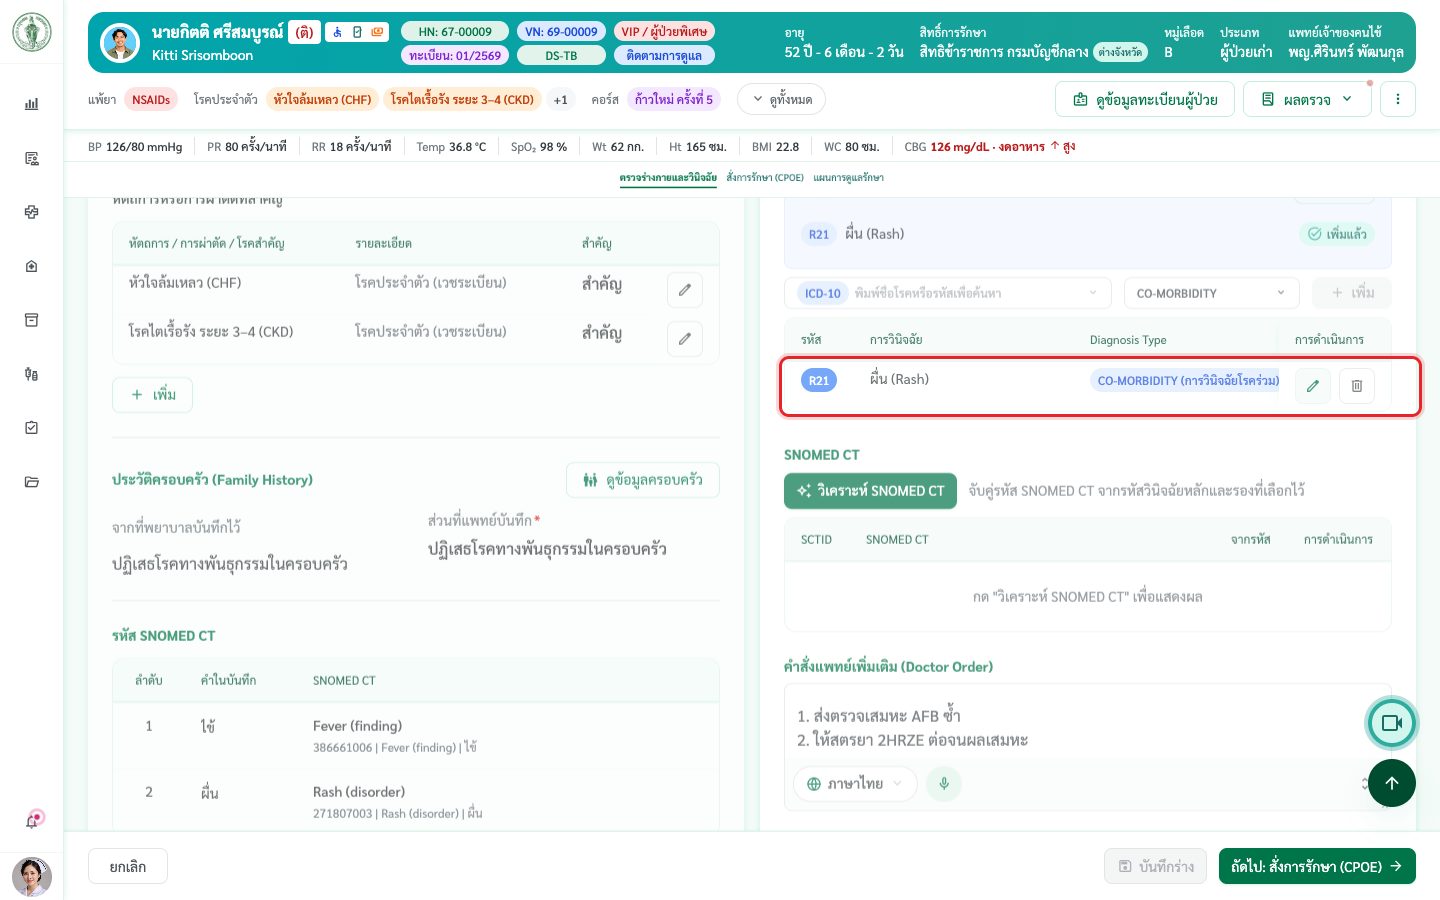 นายกิตติ ศรีสมบูรณ์ (ติ)
Kitti Srisomboon
HN: 67-00009
VN: 69-00009
VIP / ผู้ป่วยพิเศษ
ทะเบียน: 01/2569
DS-TB
ติดตามการดูแล
อายุ
52 ปี - 6 เดือน - 2 วัน
สิทธิ์การรักษา
สิทธิข้าราชการ กรมบัญชีกลาง ต่างจังหวัด
หมู่เลือด
B
ประเภท
ผู้ป่วยเก่า
แพทย์เจ้าของคนไข้
พญ.ศิรินทร์ พัฒนกุล
แพ้ยา NSAIDs โรคประจำตัว หัวใจล้มเหลว (CHF) โรคไตเรื้อรัง ระยะ 3–4 (CKD) +1 คอร์ส ก้าวใหม่ ครั้งที่ 5 ดูทั้งหมด
ดูข้อมูลทะเบียนผู้ป่วย
ผลตรวจ
BP 126/80 mmHg PR 80 ครั้ง/นาที RR 18 ครั้ง/นาที Temp 36.8 °C SpO₂ 98 % Wt 62 กก. Ht 165 ซม. BMI 22.8 WC 80 ซม. CBG 126 mg/dL · งดอาหาร ↑ สูง
ตรวจร่างกายและวินิจฉัย สั่งการรักษา (CPOE) แผนการดูแลรักษา
หัตถการหรือการผ่าตัดที่สำคัญ
หัตถการ / การผ่าตัด / โรคสำคัญ รายละเอียด สำคัญ
หัวใจล้มเหลว (CHF) โรคประจำตัว (เวชระเบียน) สำคัญ
โรคไตเรื้อรัง ระยะ 3–4 (CKD) โรคประจำตัว (เวชระเบียน) สำคัญ
+ เพิ่ม
ประวัติครอบครัว (Family History)
ดูข้อมูลครอบครัว
จากที่พยาบาลบันทึกไว้
ปฏิเสธโรคทางพันธุกรรมในครอบครัว
ส่วนที่แพทย์บันทึก *
ปฏิเสธโรคทางพันธุกรรมในครอบครัว
รหัส SNOMED CT
ลำดับ คำในบันทึก SNOMED CT
1 ไข้ Fever (finding)
386661006 | Fever (finding) | ไข้
2 ผื่น Rash (disorder)
271807003 | Rash (disorder) | ผื่น
R21 ผื่น (Rash) เพิ่มแล้ว
ICD-10 พิมพ์ชื่อโรคหรือรหัสเพื่อค้นหา CO-MORBIDITY + เพิ่ม
รหัส การวินิจฉัย Diagnosis Type การดำเนินการ
R21 ผื่น (Rash) CO-MORBIDITY (การวินิจฉัยโรคร่วม)
SNOMED CT
วิเคราะห์ SNOMED CT จับคู่รหัส SNOMED CT จากรหัสวินิจฉัยหลักและรองที่เลือกไว้
SCTID SNOMED CT จากรหัส การดำเนินการ
กด "วิเคราะห์ SNOMED CT" เพื่อแสดงผล
คำสั่งแพทย์เพิ่มเติม (Doctor Order)
1. ส่งตรวจเสมหะ AFB ซ้ำ
2. ให้สูตรยา 2HRZE ต่อจนผลเสมหะ
ภาษาไทย
ยกเลิก
บันทึกร่าง
ถัดไป: สั่งการรักษา (CPOE) →